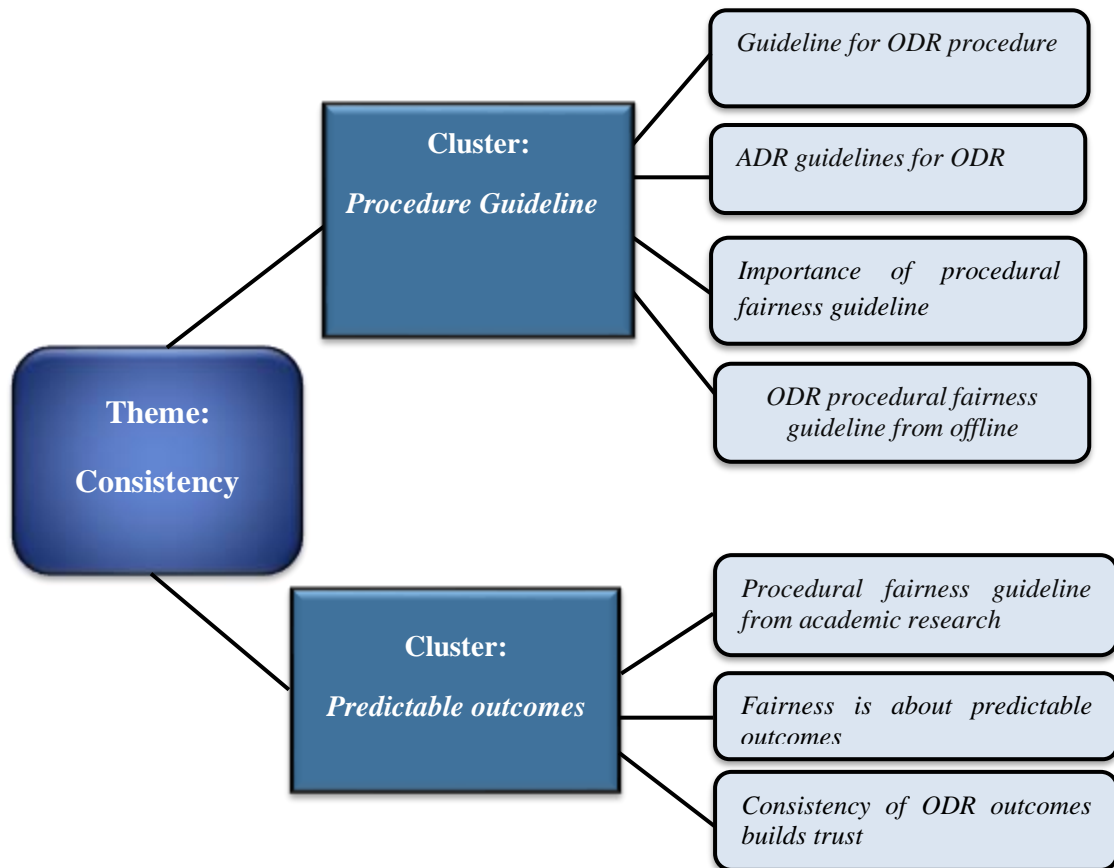 Theme:
Consistency
Cluster:
Procedure Guideline
Guideline for ODR procedure
ADR guidelines for ODR
Importance of procedural
fairness guideline
ODR procedural fairness
guideline from offline
Cluster:
Predictable outcomes
Procedural fairness guideline
from academic research
Fairness is about predictable
outcomes
Consistency of ODR outcomes
builds trust